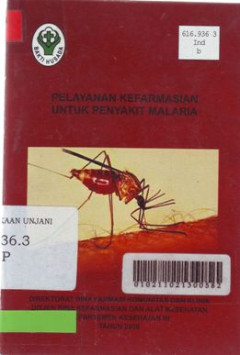 616.936 3
Ind
b
BAKTI HUSADA
PELAYANAN KEFARMASIAN
UNTUK PENYAKIT MALARIA
KAAN UNJANI
36.3
P
010211021300582
DIREKTORAT BINA FARMASI KOMUNITAS DAN KLINIK
DITJEN BINA KEFARMASIAN DAN ALAT KESEHATAN
DEPARTEMEN KESEHATAN RI
TAHUN